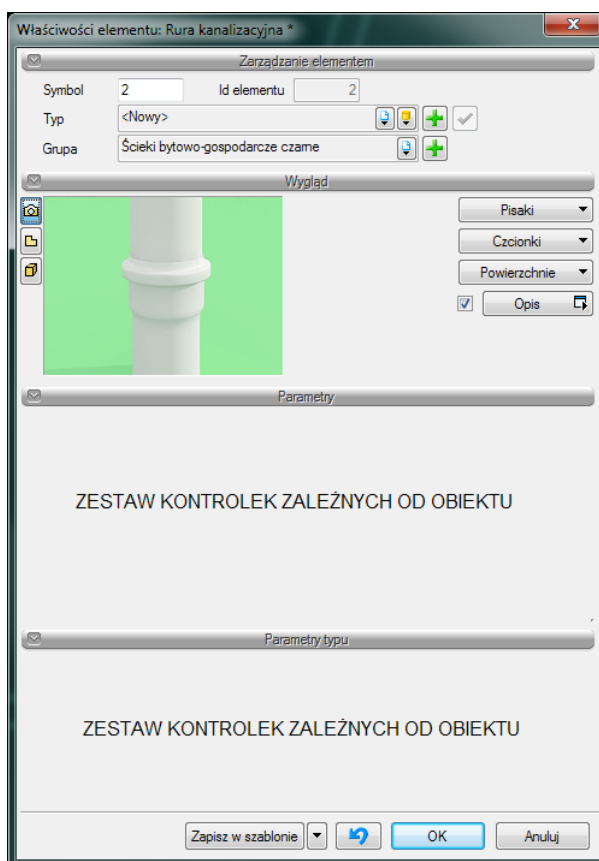 Właściwości elementu: Rura kanalizacyjna *
Zarządzanie elementem
Symbol 2 Id elementu 2
Typ <Nowy>
Grupa Ścieki bytowo-gospodarcze czarne
Wygląd
Pisaki
Czcionki
Powierzchnie
Opis
Parametry
ZESTAW KONTROLEK ZALEŻNYCH OD OBIEKTU
Parametry typu
ZESTAW KONTROLEK ZALEŻNYCH OD OBIEKTU
Zapisz w szablonie OK Anuluj